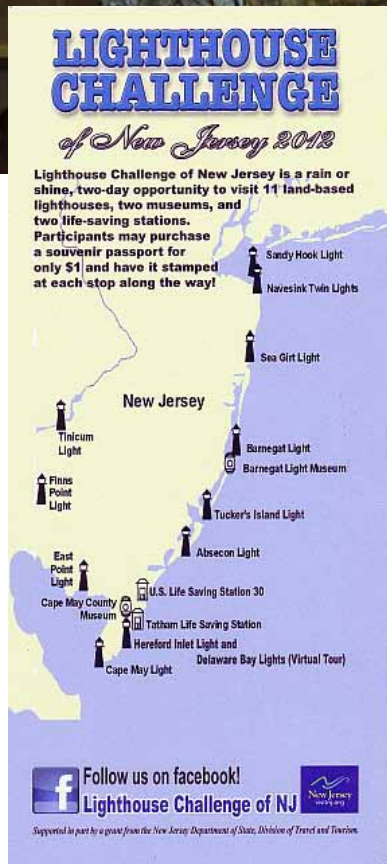 LIGHTHOUSE
CHALLENGE
of New Jersey 2012
Lighthouse Challenge of New Jersey is a rain or
shine, two-day opportunity to visit 11 land-based
lighthouses, two museums, and
two life-saving stations.
Participants may purchase
a souvenir passport for
only $1 and have it stamped
at each stop along the way!
Sandy Hook Light
Navesink Twin Lights
Sea Girt Light
New Jersey
Tinicum
Light
Barnegat Light
Barnegat Light Museum
Finns
Point
Light
Tucker's Island Light
Absecon Light
East
Point
Light
U.S. Life Saving Station 30
Cape May County
Museum
Tatham Life Saving Station
Hereford Inlet Light and
Delaware Bay Lights (Virtual Tour)
Cape May Light
f
Follow us on facebook!
Lighthouse Challenge of NJ
New Jersey
visitnj.org
Supported in part by a grant from the New Jersey Department of State, Division of Travel and Tourism.